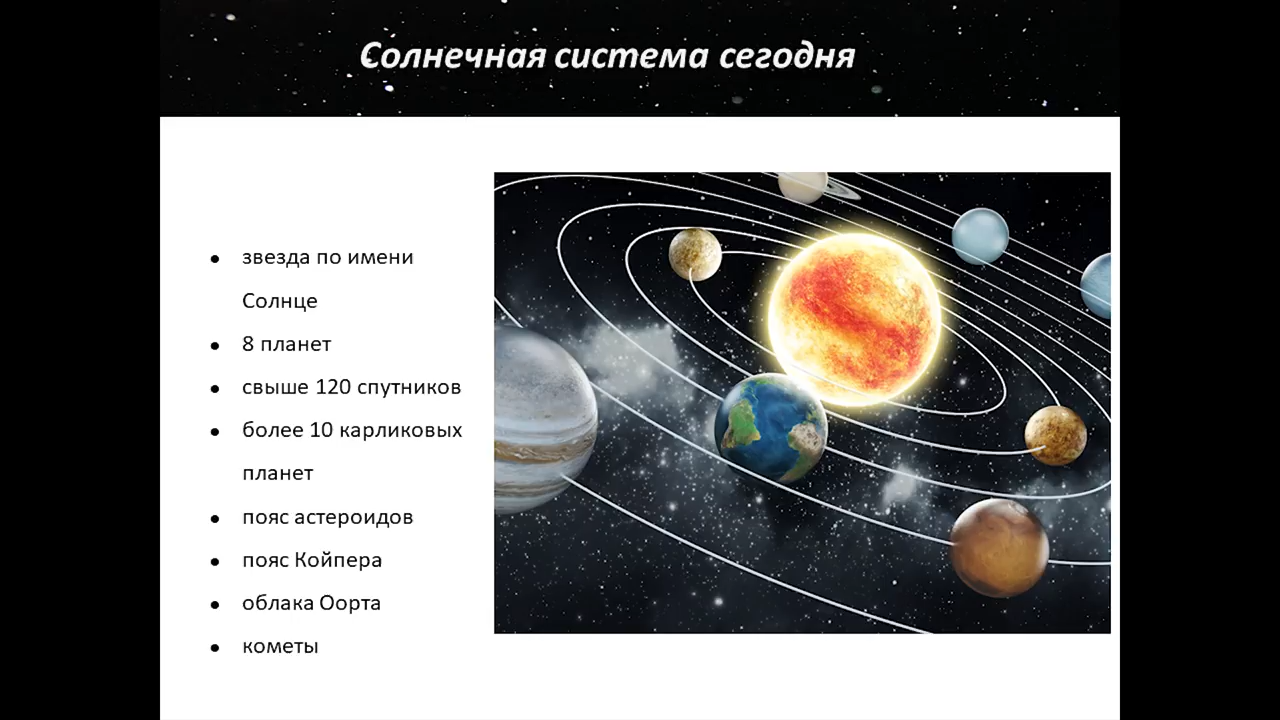 Солнечная система сегодня
• звезда по имени
Солнце
• 8 планет
• свыше 120 спутников
• более 10 карликовых
планет
• пояс астероидов
• пояс Койпера
• облака Оорта
• кометы